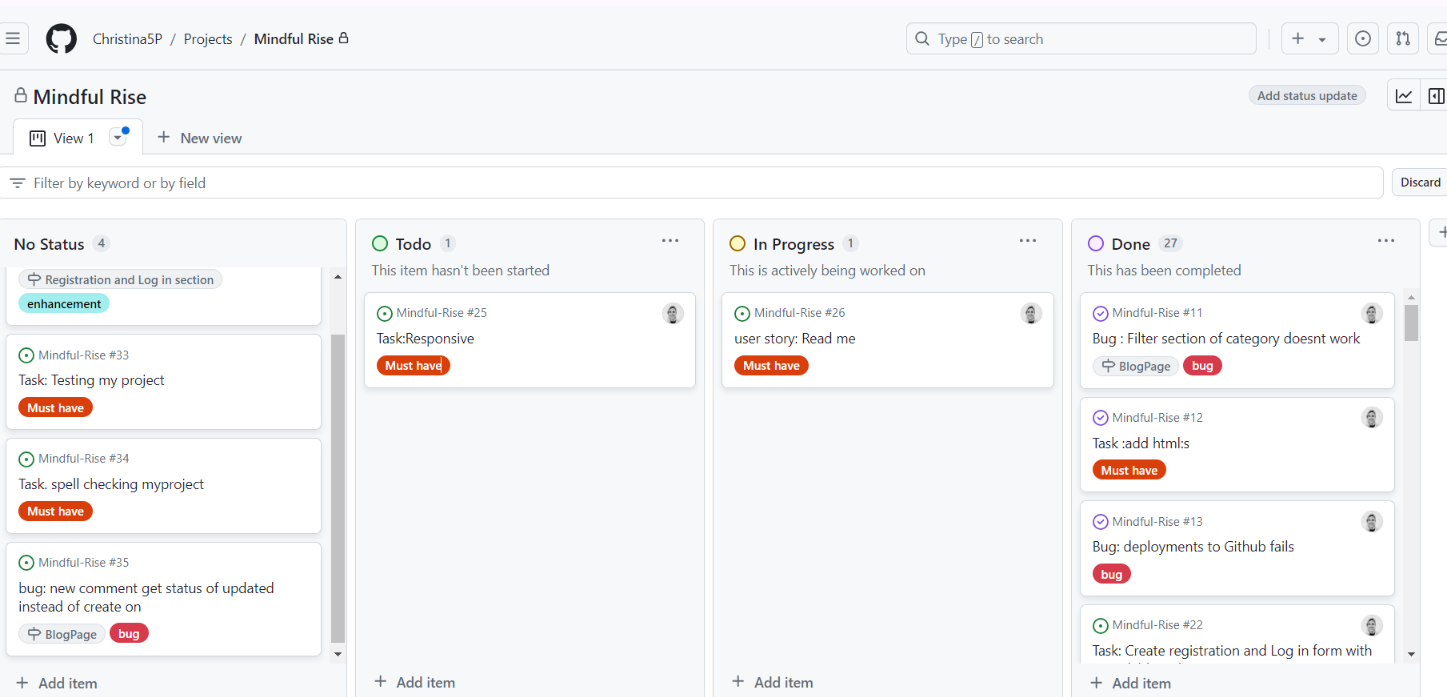 Christina5P / Projects / Mindful Rise
Type / to search
Mindful Rise
Add status update
View 1
New view
Filter by keyword or by field
Discard
No Status 4
Registration and Log in section
enhancement
Mindful-Rise #33
Task: Testing my project
Must have
Mindful-Rise #34
Task. spell checking myproject
Must have
Mindful-Rise #35
bug: new comment get status of updated
instead of create on
BlogPage bug
+ Add item
Todo 1
This item hasn't been started
Mindful-Rise #25
Task:Responsive
Must have
+ Add item
In Progress 1
This is actively being worked on
Mindful-Rise #26
user story: Read me
Must have
+ Add item
Done 27
This has been completed
Mindful-Rise #11
Bug : Filter section of category doesnt work
BlogPage bug
Mindful-Rise #12
Task :add html:s
Must have
Mindful-Rise #13
Bug: deployments to Github fails
bug
Mindful-Rise #22
Task: Create registration and Log in form with
+ Add item